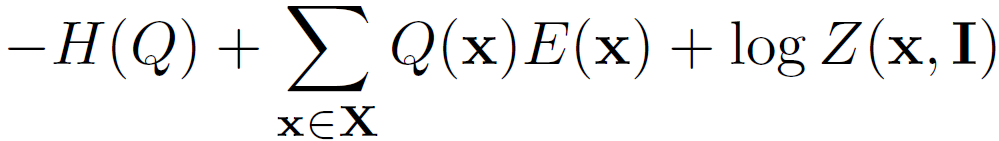 −H(Q) + ∑_{𝐱∈𝐗} Q(𝐱)E(𝐱) + log Z(𝐱, 𝐈)